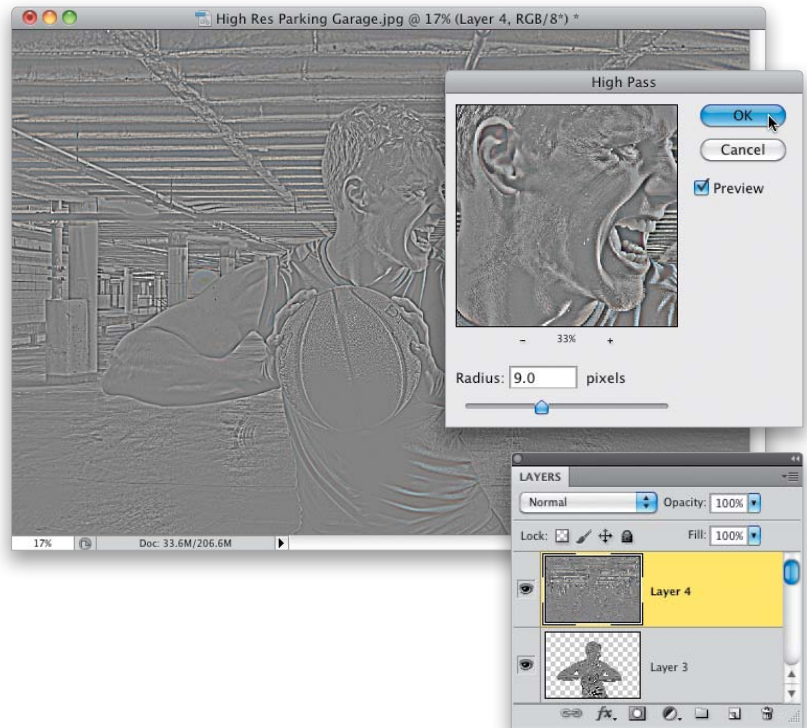 High Res Parking Garage.jpg @ 17% (Layer 4, RGB/8*) *
High Pass
OK
Cancel
Preview
- 33% +
Radius: 9.0 pixels
17% Doc: 33.6M/206.6M
LAYERS
Normal Opacity: 100%
Lock: Fill: 100%
Layer 4
Layer 3
fx.